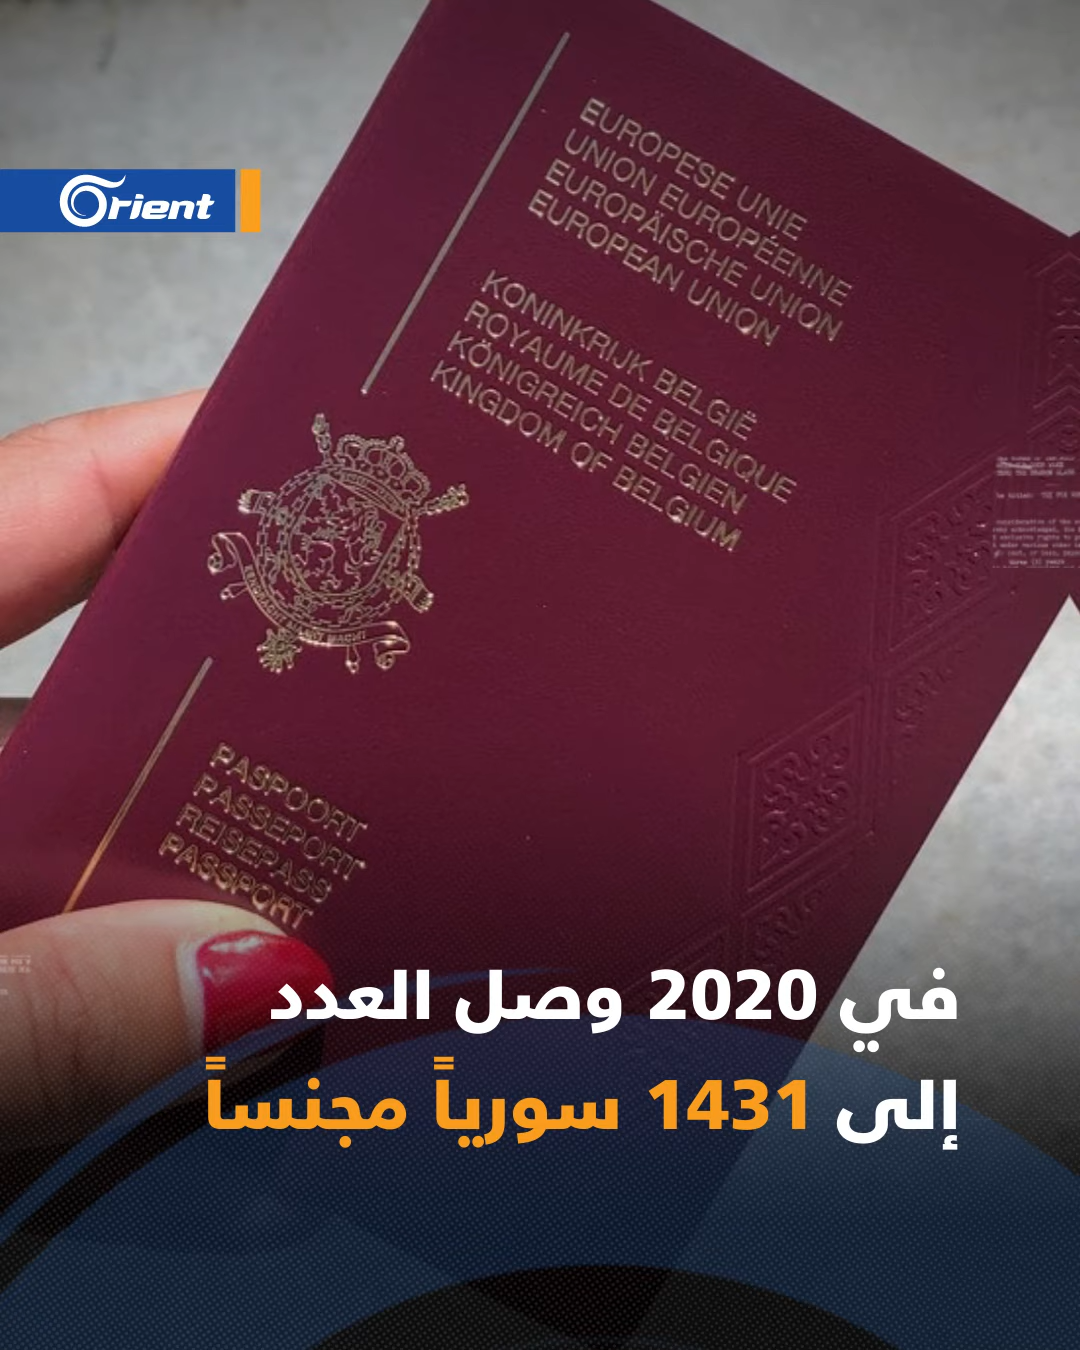 Orient
EUROPESE UNIE
UNION EUROPÉENNE
EUROPÄISCHE UNION
EUROPEAN UNION
KONINKRIJK BELGIË
ROYAUME DE BELGIQUE
KÖNIGREICH BELGIEN
KINGDOM OF BELGIUM
PASPOORT
PASSEPORT
REISEPASS
PASSPORT
في 2020 وصل العدد
إلى 1431 سورياً مجنساً